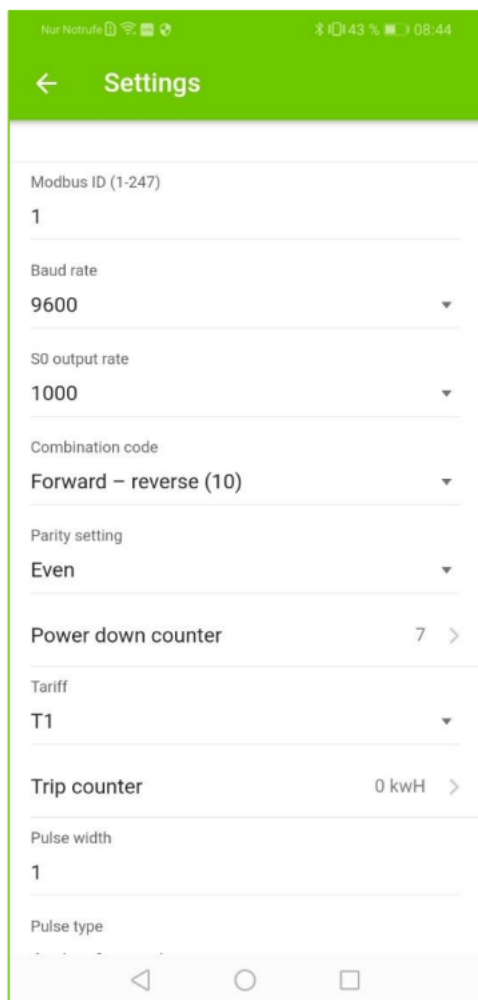 Nur Notrufe 43 % 08:44
Settings
Modbus ID (1-247)
1
Baud rate
9600
S0 output rate
1000
Combination code
Forward – reverse (10)
Parity setting
Even
Power down counter 7
Tariff
T1
Trip counter 0 kwH
Pulse width
1
Pulse type